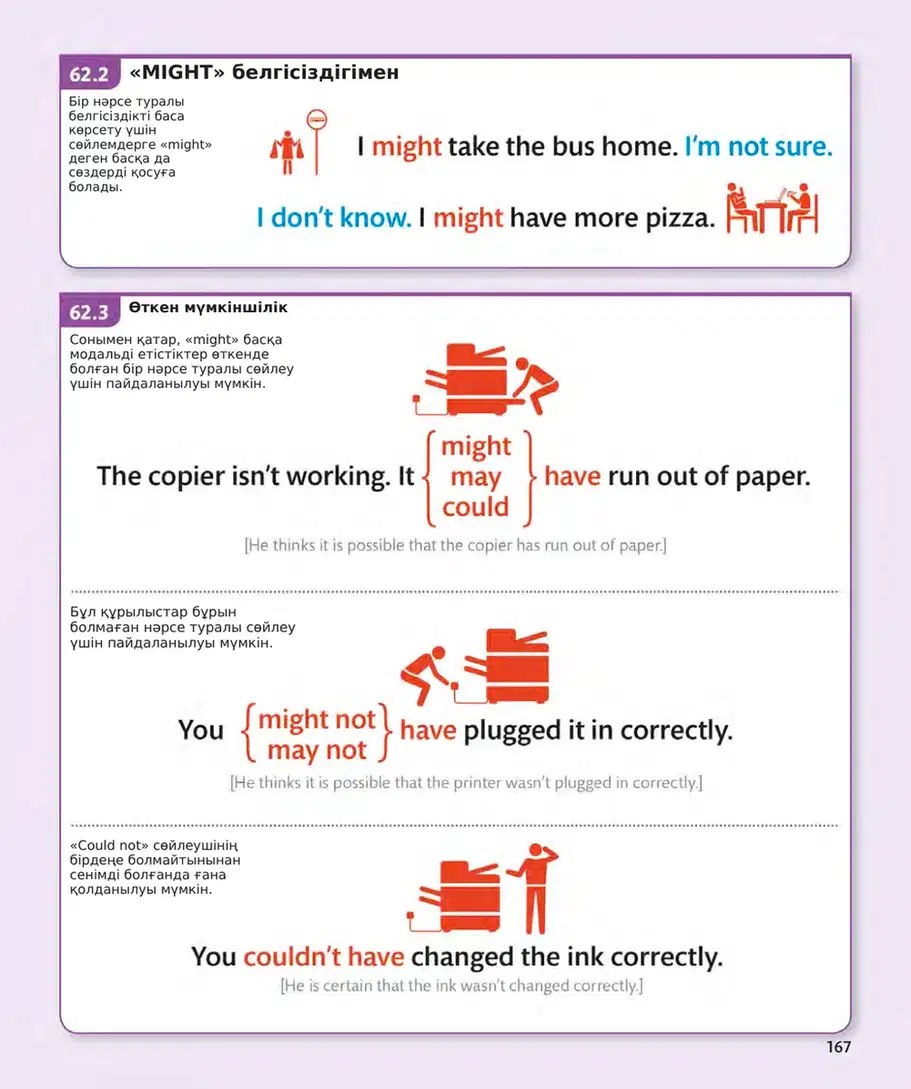 62.2 «MIGHT» белгісіздігімен
Бір нәрсе туралы
белгісіздікті баса
көрсету үшін
сөйлемдерге «might»
деген басқа да
сөздерді қосуға
болады.
I might take the bus home. I'm not sure.
I don't know. I might have more pizza.
62.3 Өткен мүмкіншілік
Сонымен қатар, «might» басқа
модальді етістіктер өткенде
болған бір нәрсе туралы сөйлеу
үшін пайдаланылуы мүмкін.
might
The copier isn't working. It may have run out of paper.
could
[He thinks it is possible that the copier has run out of paper.]
Бұл құрылыстар бұрын
болмаған нәрсе туралы сөйлеу
үшін пайдаланылуы мүмкін.
might not
You have plugged it in correctly.
may not
[He thinks it is possible that the printer wasn't plugged in correctly.]
«Could not» сөйлеушінің
бірдеңе болмайтынынан
сенімді болғанда ғана
қолданылуы мүмкін.
You couldn't have changed the ink correctly.
[He is certain that the ink wasn't changed correctly.]
167